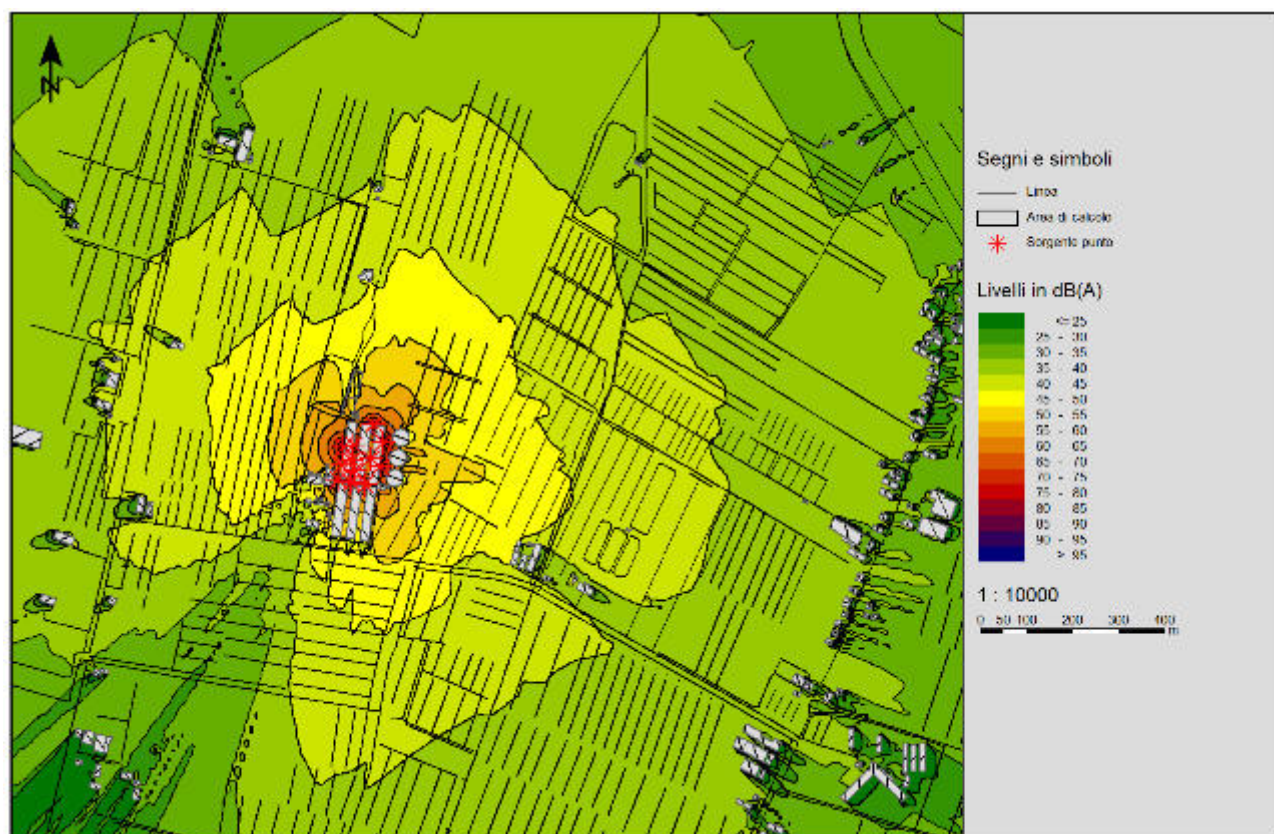 N
Segni e simboli
Linea
Area di calcolo
Sorgente punto
Livelli in dB(A)
<= 25
25 - 30
30 - 35
35 - 40
40 - 45
45 - 50
50 - 55
55 - 60
60 - 65
65 - 70
70 - 75
75 - 80
80 - 85
85 - 90
90 - 95
> 95
1 : 10000
0 50 100 200 300 400
m